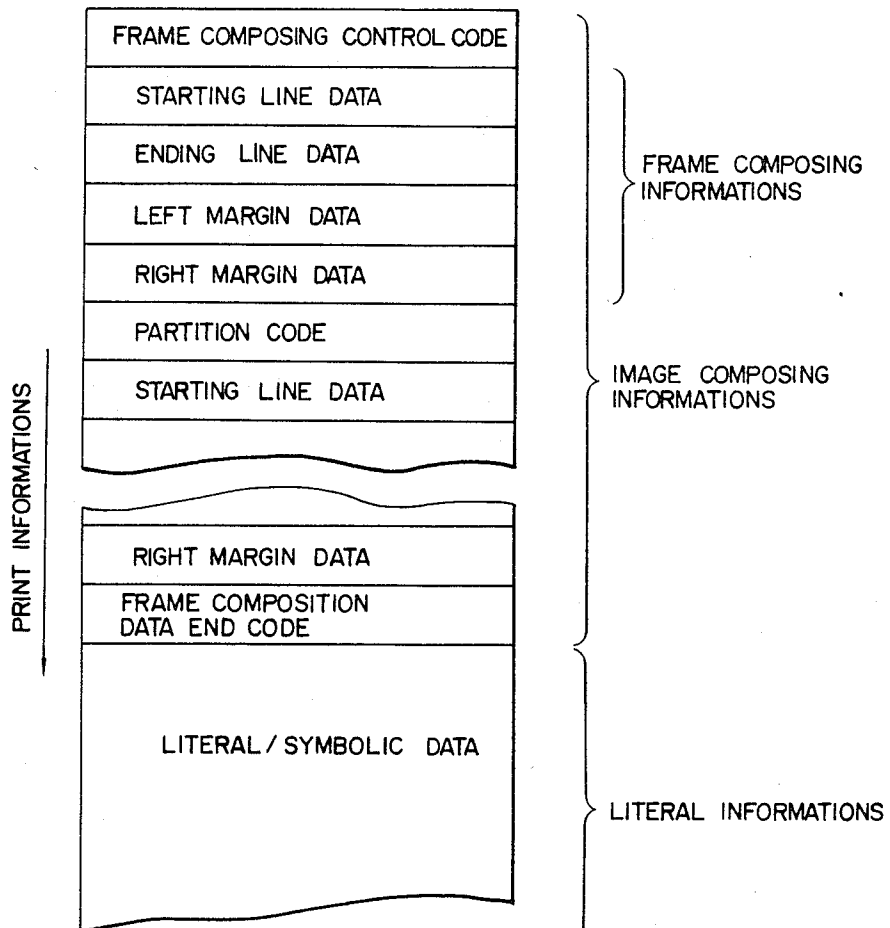 FRAME COMPOSING CONTROL CODE
STARTING LINE DATA
ENDING LINE DATA
LEFT MARGIN DATA
RIGHT MARGIN DATA
PARTITION CODE
STARTING LINE DATA
RIGHT MARGIN DATA
FRAME COMPOSITION
DATA END CODE
LITERAL / SYMBOLIC DATA
PRINT INFORMATIONS
FRAME COMPOSING
INFORMATIONS
IMAGE COMPOSING
INFORMATIONS
LITERAL INFORMATIONS